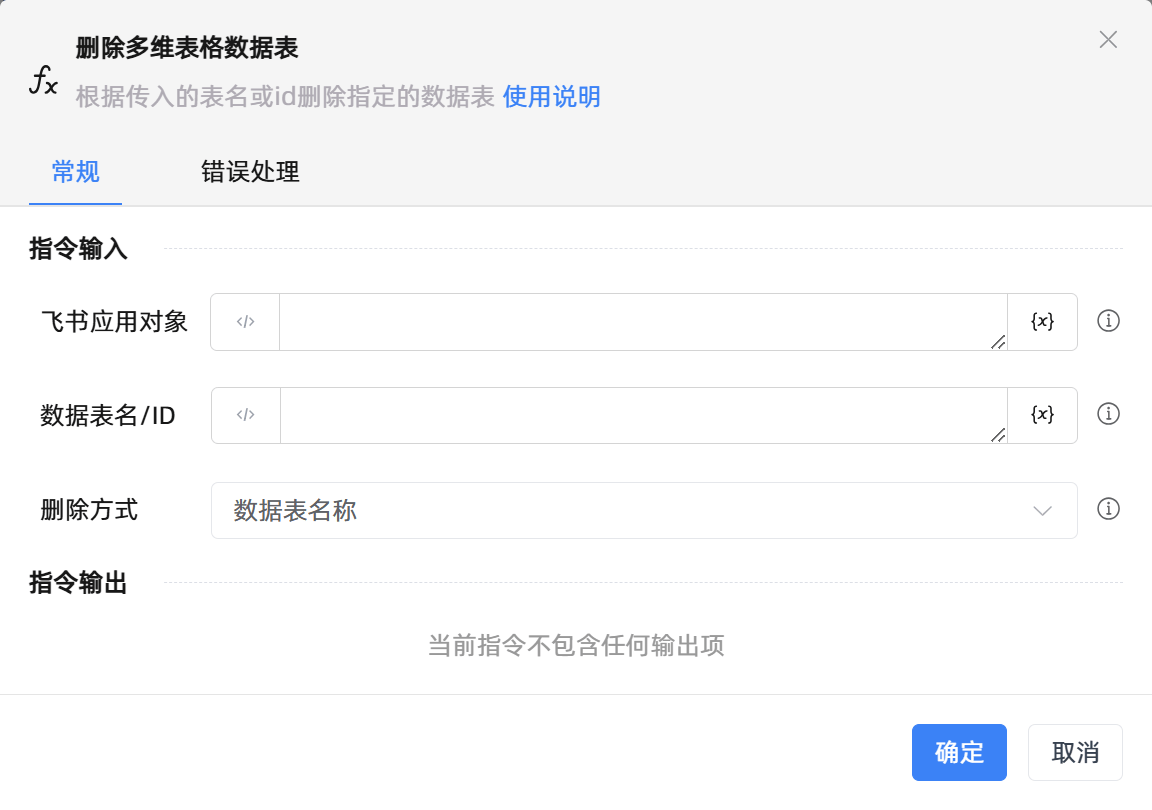 删除多维表格数据表
fx
根据传入的表名或id删除指定的数据表 使用说明
常规 错误处理
指令输入
飞书应用对象 </> {x}
数据表名/ID </> {x}
删除方式 数据表名称
指令输出
当前指令不包含任何输出项
确定 取消